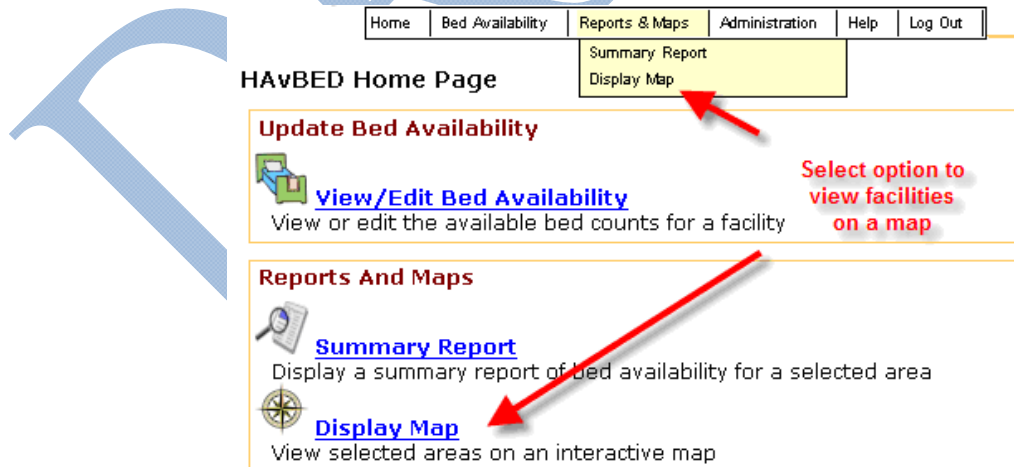 Home Bed Availability Reports & Maps Administration Help Log Out
Summary Report
Display Map
HAvBED Home Page
Update Bed Availability
View/Edit Bed Availability
View or edit the available bed counts for a facility
Select option to
view facilities
on a map
Reports And Maps
Summary Report
Display a summary report of bed availability for a selected area
Display Map
View selected areas on an interactive map